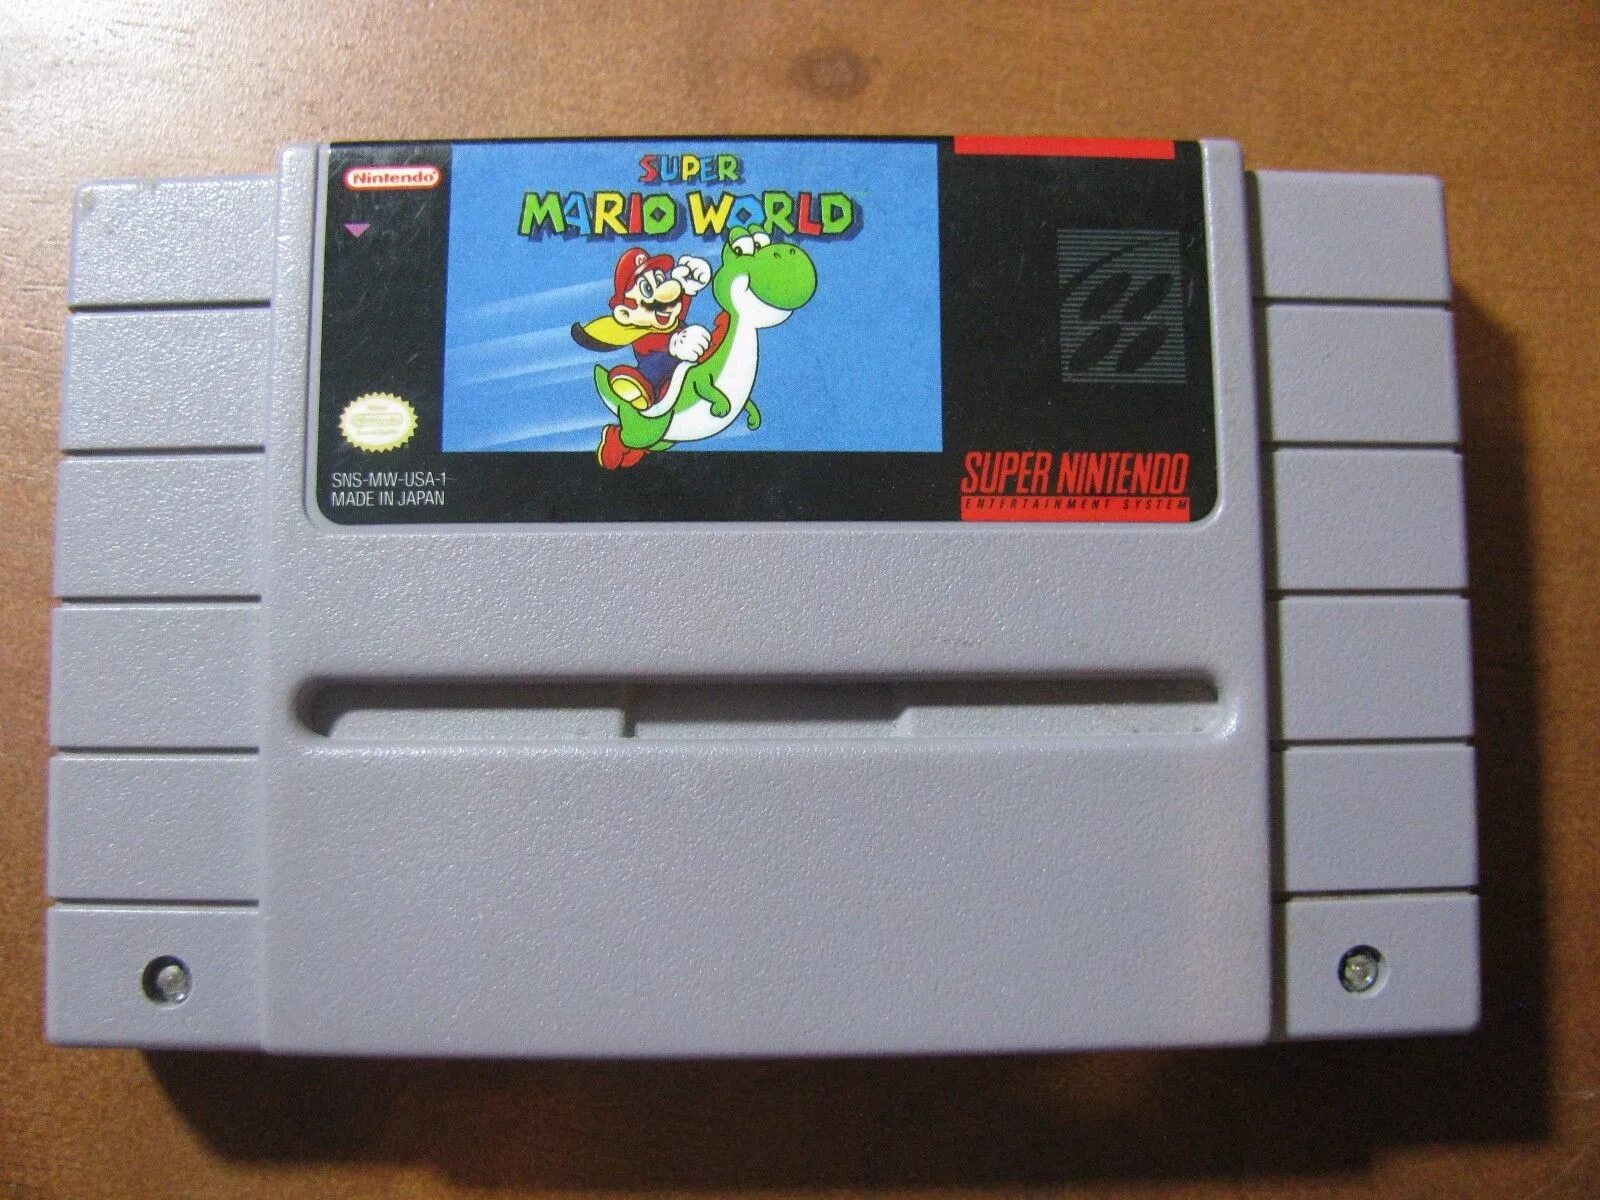 Nintendo
SUPER
MARIO WORLD
SNS-MW-USA-1
MADE IN JAPAN
SUPER NINTENDO
ENTERTAINMENT SYSTEM